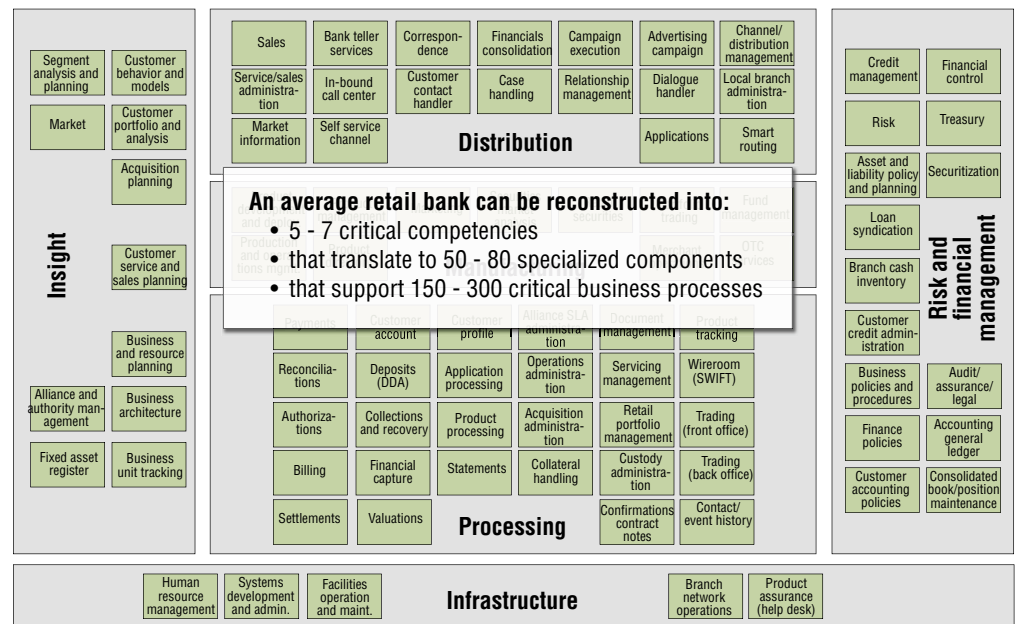 Segment
analysis and
planning
Customer
behavior and
models
Market
Customer
portfolio and
analysis
Acquisition
planning
Customer
service and
sales planning
Business
and resource
planning
Alliance and
authority man-
agement
Business
architecture
Fixed asset
register
Business
unit tracking
Insight
Sales
Bank teller
services
Correspon-
dence
Financials
consolidation
Campaign
execution
Advertising
campaign
Channel/
distribution
management
Service/sales
administra-
tion
In-bound
call center
Customer
contact
handler
Case
handling
Relationship
management
Dialogue
handler
Local branch
administra-
tion
Market
information
Self service
channel
Distribution
Applications
Smart
routing
An average retail bank can be reconstructed into:
• 5 - 7 critical competencies
• that translate to 50 - 80 specialized components
• that support 150 - 300 critical business processes
securities
trading
Fund
management
Production
Manufacturing
OTC
services
Payments
Customer
account
Customer
profile
Alliance SLA
administra-
tion
Document
management
Product
tracking
Reconcilia-
tions
Deposits
(DDA)
Application
processing
Operations
administra-
tion
Servicing
management
Wireroom
(SWIFT)
Authoriza-
tions
Collections
and recovery
Product
processing
Acquisition
administra-
tion
Retail
portfolio
management
Trading
(front office)
Billing
Financial
capture
Statements
Collateral
handling
Custody
administra-
tion
Trading
(back office)
Settlements
Valuations
Processing
Confirmations
contract
notes
Contact/
event history
Credit
management
Financial
control
Risk
Treasury
Asset and
liability policy
and planning
Securitization
Loan
syndication
Branch cash
inventory
Customer
credit admin-
istration
Business
policies and
procedures
Audit/
assurance/
legal
Finance
policies
Accounting
general
ledger
Customer
accounting
policies
Consolidated
book/position
maintenance
Risk and
financial
management
Human
resource
management
Systems
development
and admin.
Facilities
operation
and maint.
Infrastructure
Branch
network
operations
Product
assurance
(help desk)